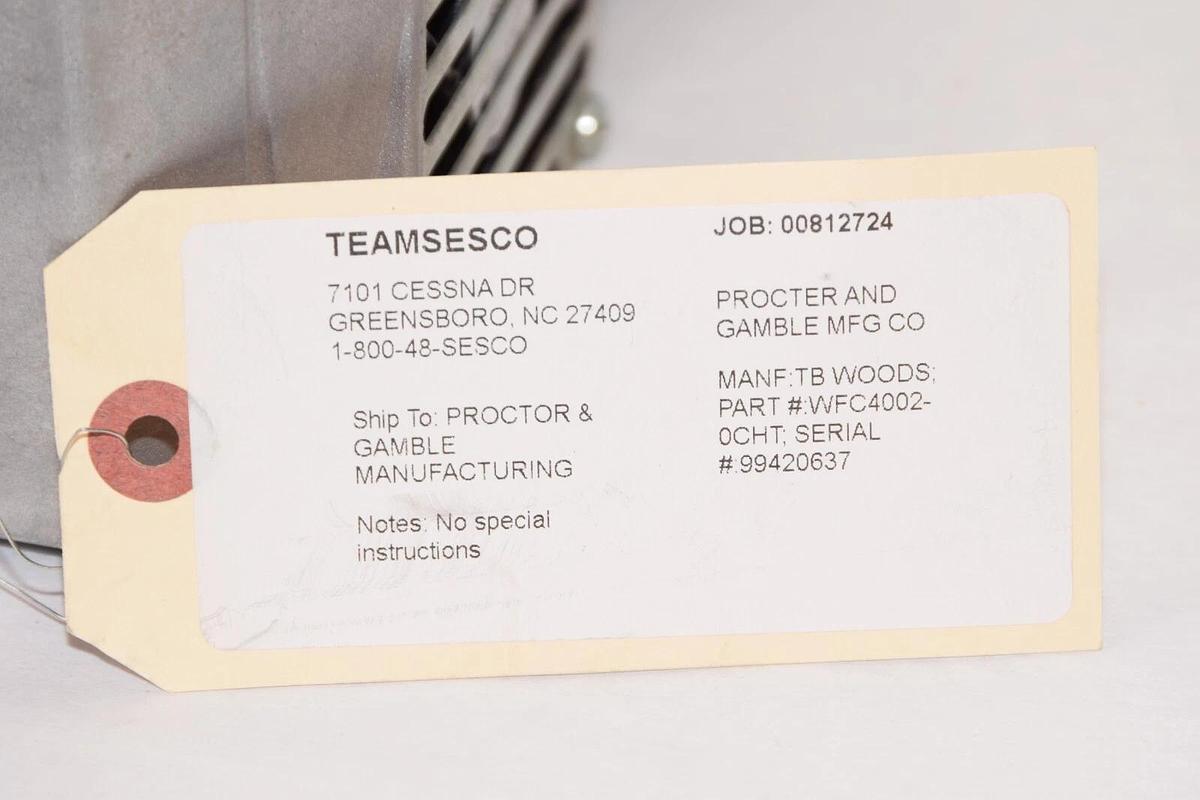 TEAMSESCO
7101 CESSNA DR
GREENSBORO, NC 27409
1-800-48-SESCO
Ship To: PROCTOR &
GAMBLE
MANUFACTURING
Notes: No special
instructions
JOB: 00812724
PROCTER AND
GAMBLE MFG CO
MANF:TB WOODS;
PART #:WFC4002-
0CHT; SERIAL
#:99420637